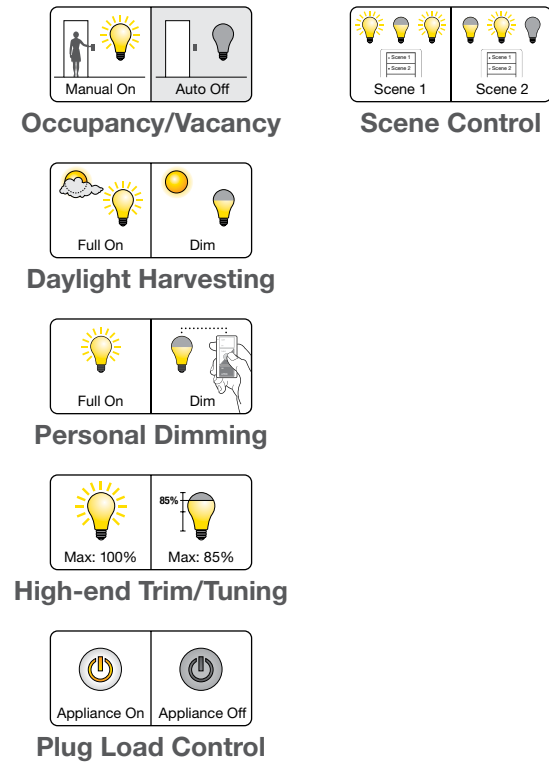 Manual On
Auto Off
Occupancy/Vacancy
• Scene 1
• Scene 2
• Scene 1
• Scene 2
Scene 1
Scene 2
Scene Control
Full On
Dim
Daylight Harvesting
Full On
Dim
Personal Dimming
85%
Max: 100%
Max: 85%
High-end Trim/Tuning
Appliance On
Appliance Off
Plug Load Control